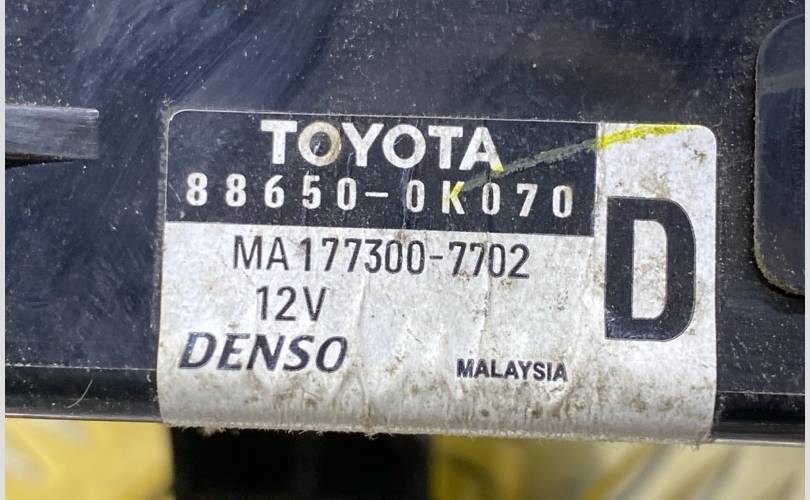 TOYOTA
88650-0K070
D
MA177300-7702
12V
DENSO
MALAYSIA